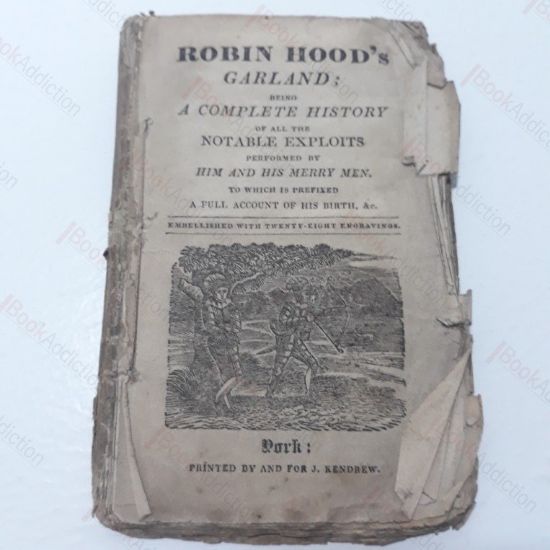 ROBIN HOOD's
GARLAND;
BEING
A COMPLETE HISTORY
OF ALL THE
NOTABLE EXPLOITS
PERFORMED BY
HIM AND HIS MERRY MEN.
TO WHICH IS PREFIXED
A FULL ACCOUNT OF HIS BIRTH, &c.
EMBELLISHED WITH TWENTY-EIGHT ENGRAVINGS.
York:
PRINTED BY AND FOR J. KENDREW.
BookAddiction